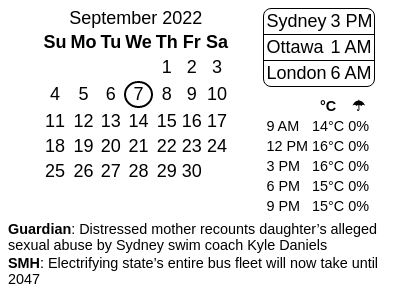 September 2022
Su Mo Tu We Th Fr Sa
1 2 3
4 5 6 7 8 9 10
11 12 13 14 15 16 17
18 19 20 21 22 23 24
25 26 27 28 29 30
Sydney 3 PM
Ottawa 1 AM
London 6 AM
°C ☂
9 AM 14°C 0%
12 PM 16°C 0%
3 PM 16°C 0%
6 PM 15°C 0%
9 PM 15°C 0%
Guardian: Distressed mother recounts daughter’s alleged
sexual abuse by Sydney swim coach Kyle Daniels
SMH: Electrifying state’s entire bus fleet will now take until
2047